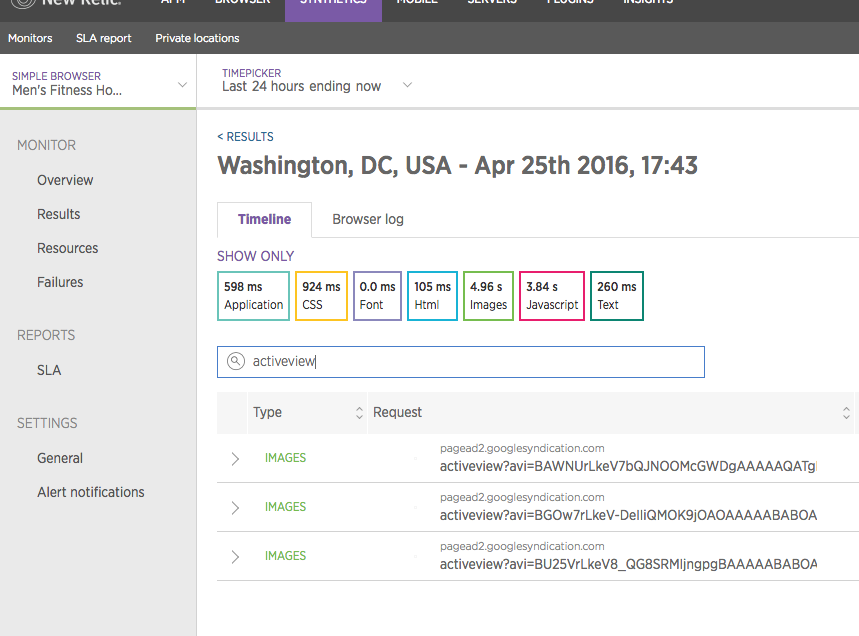 New Relic.
APM BROWSER SYNTHETICS MOBILE SERVERS PLUGINS INSIGHTS
Monitors SLA report Private locations
SIMPLE BROWSER
Men's Fitness Ho...
TIMEPICKER
Last 24 hours ending now
MONITOR
Overview
Results
Resources
Failures
REPORTS
SLA
SETTINGS
General
Alert notifications
< RESULTS
Washington, DC, USA - Apr 25th 2016, 17:43
Timeline Browser log
SHOW ONLY
598 ms
Application
924 ms
CSS
0.0 ms
Font
105 ms
Html
4.96 s
Images
3.84 s
Javascript
260 ms
Text
activeview
Type Request
IMAGES
pagead2.googlesyndication.com
activeview?avi=BAWNUrLkeV7bQJNOOMcGWDgAAAAAQATgl
IMAGES
pagead2.googlesyndication.com
activeview?avi=BGOw7rLkeV-DeIIiQMOK9jOAOAAAAABABOA
IMAGES
pagead2.googlesyndication.com
activeview?avi=BU25VrLkeV8_QG8SRMIjngpgBAAAAABABOA